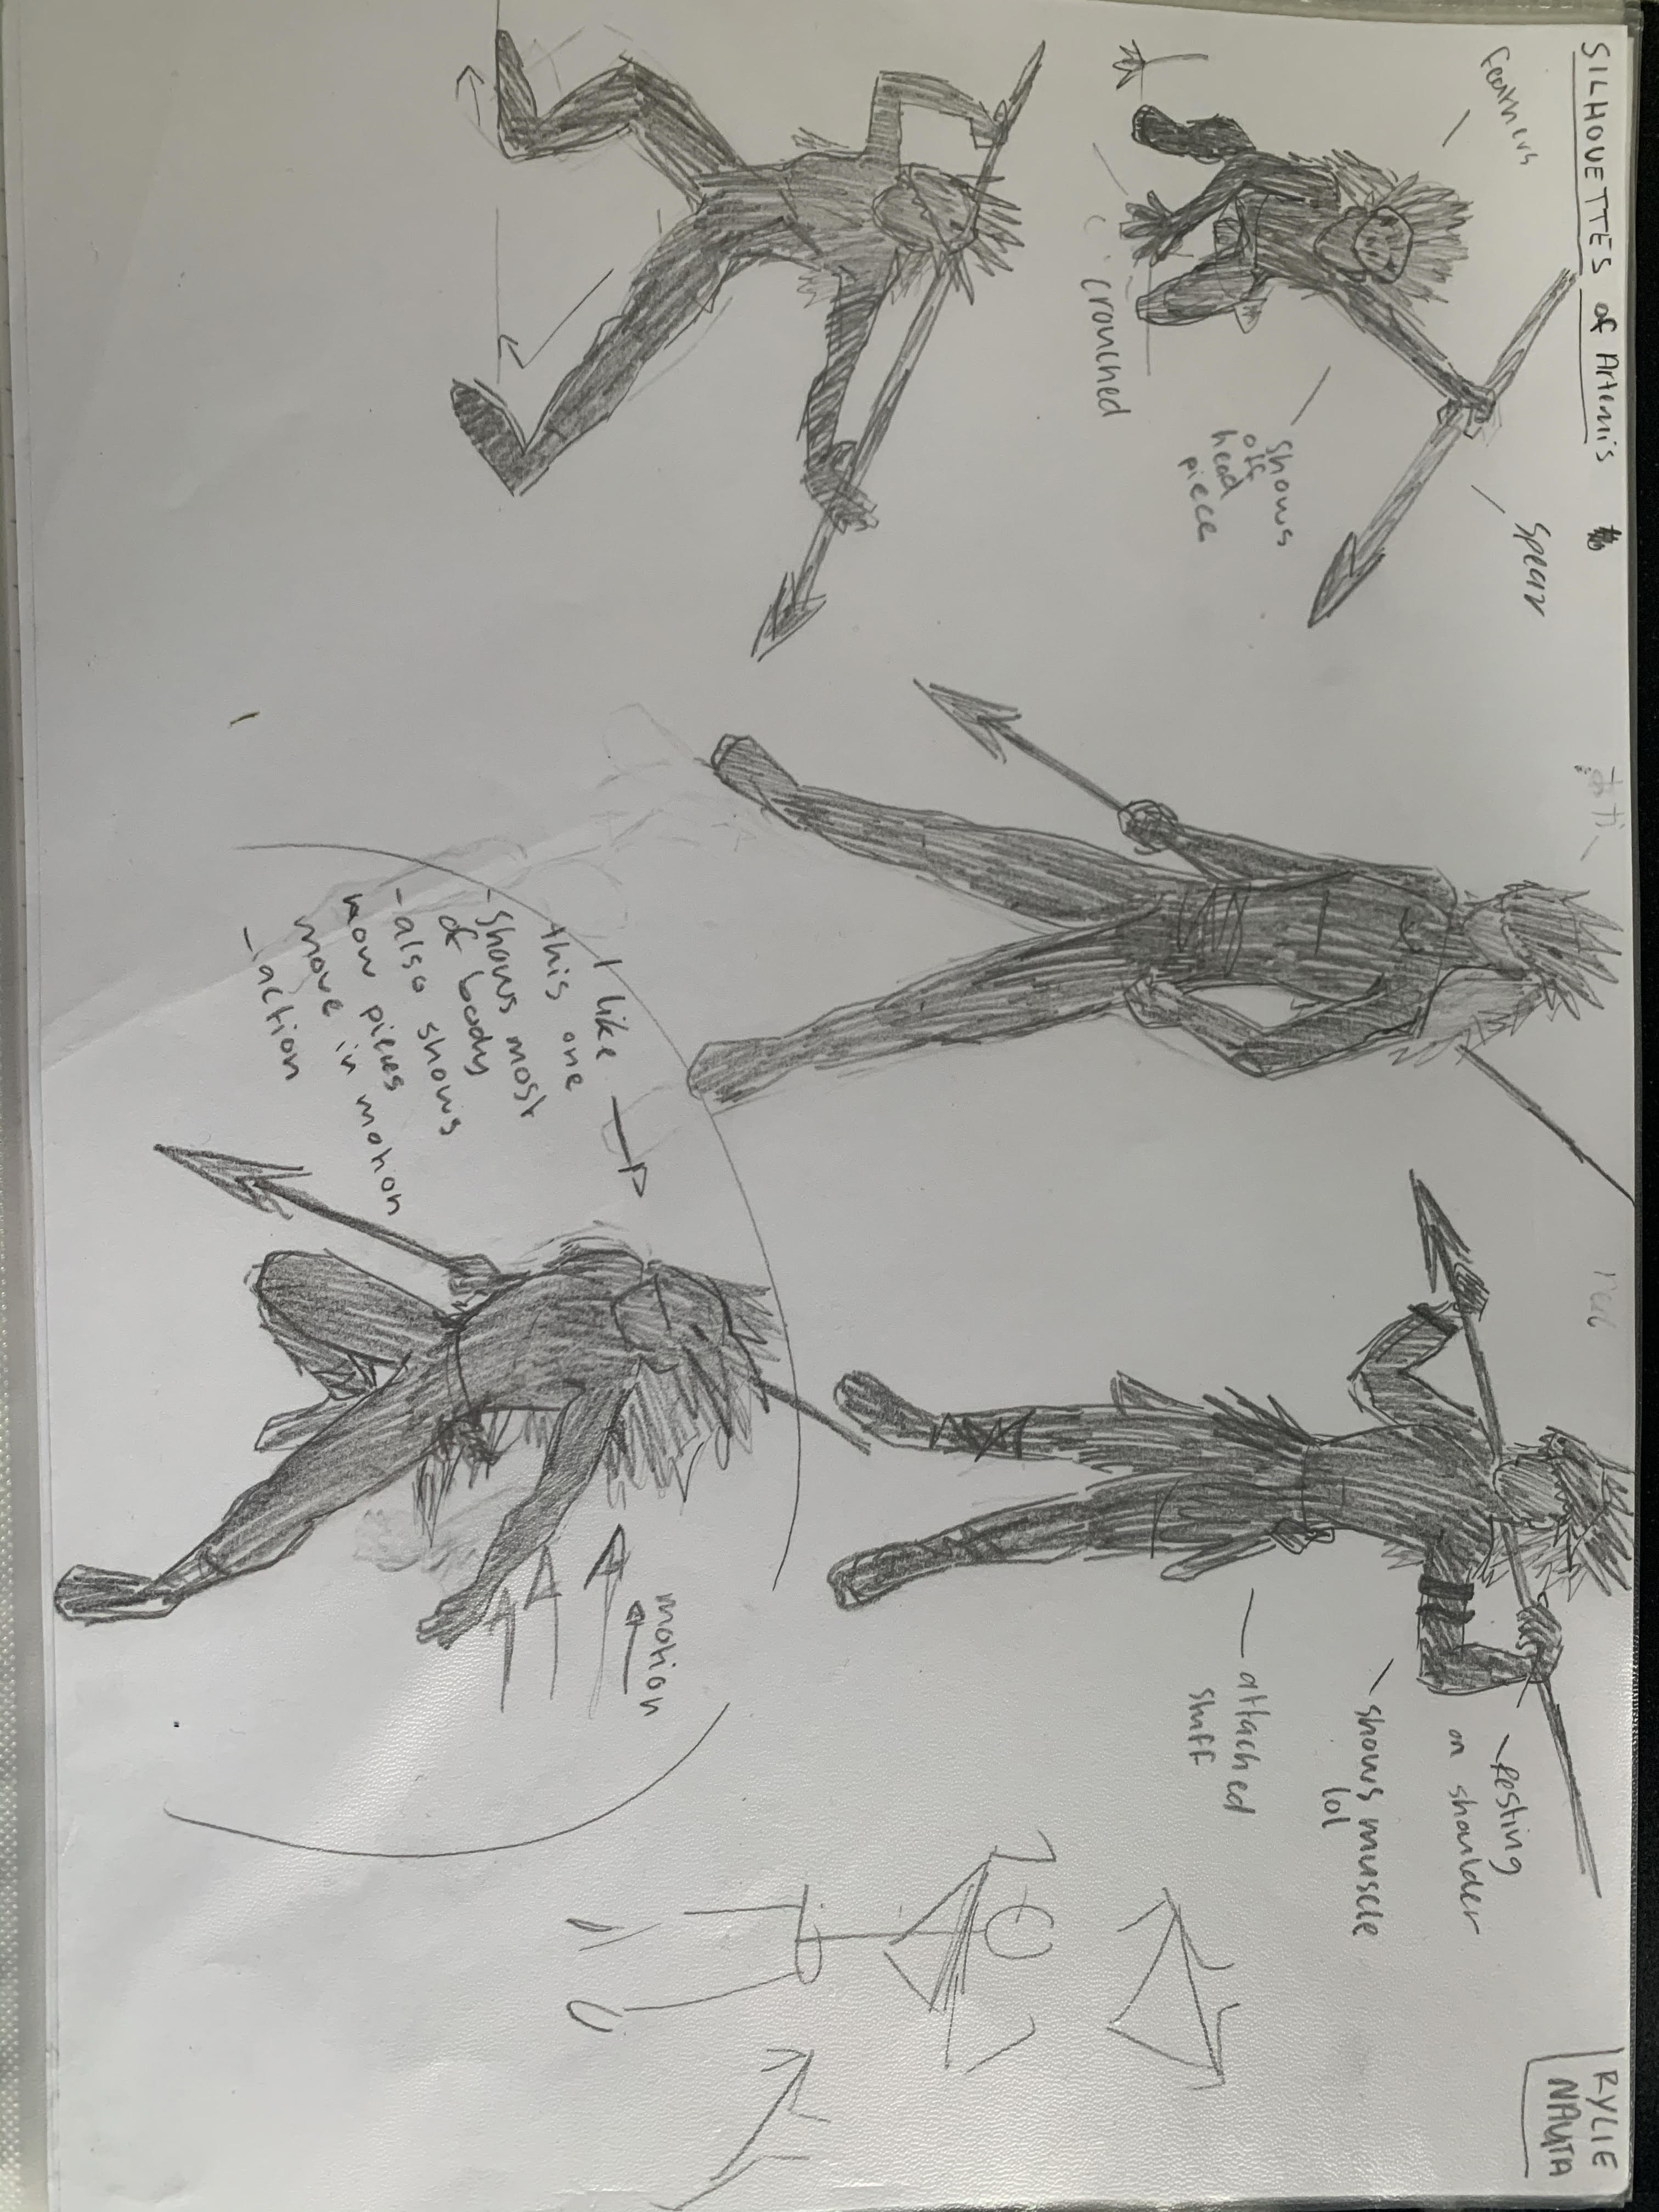 SILHOUETTES of Artemis
RYLIE
NAUTA
feathers
spear
あか
red
resting
on shoulder
shows muscle
lol
attached
stuff
shows
off
head
piece
crouched
motion
I like
this one
- shows most
of body
- also shows
how pieces
move in motion
- action